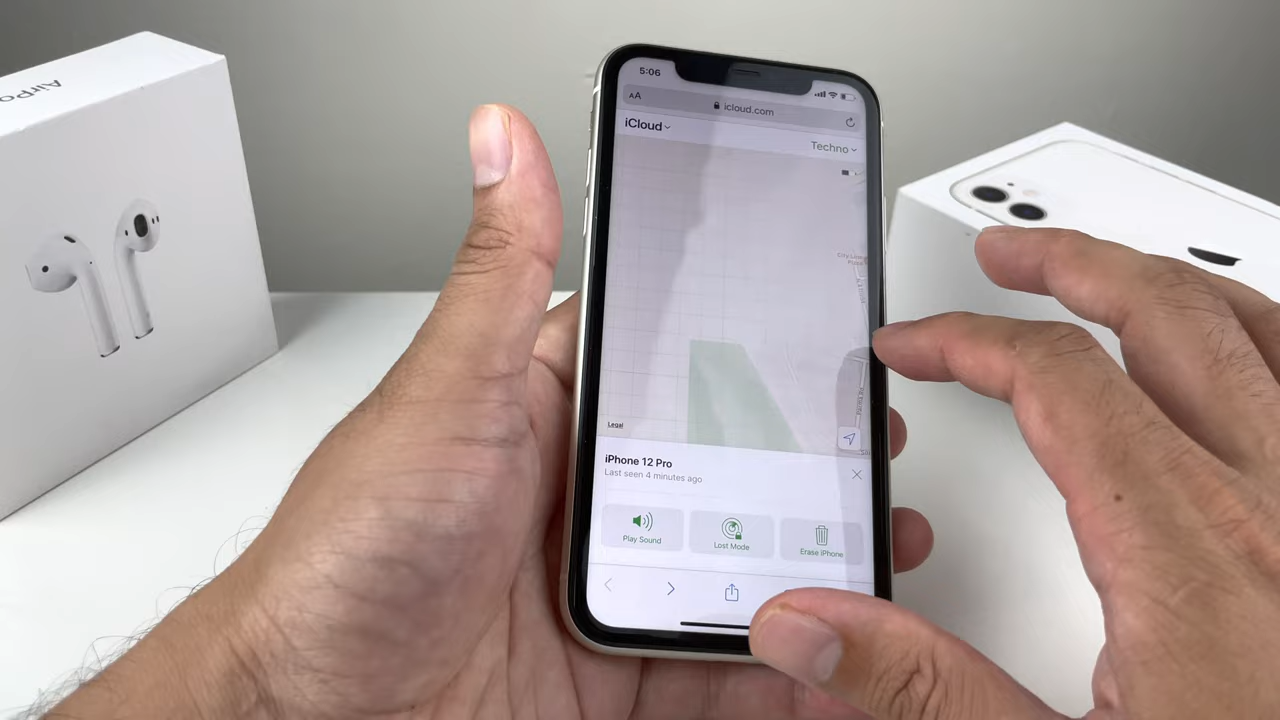 AirPo
5:06
AA
icloud.com
iCloud
Techno
Legal
iPhone 12 Pro
Last seen 4 minutes ago
Play Sound
Lost Mode
Erase iPhone